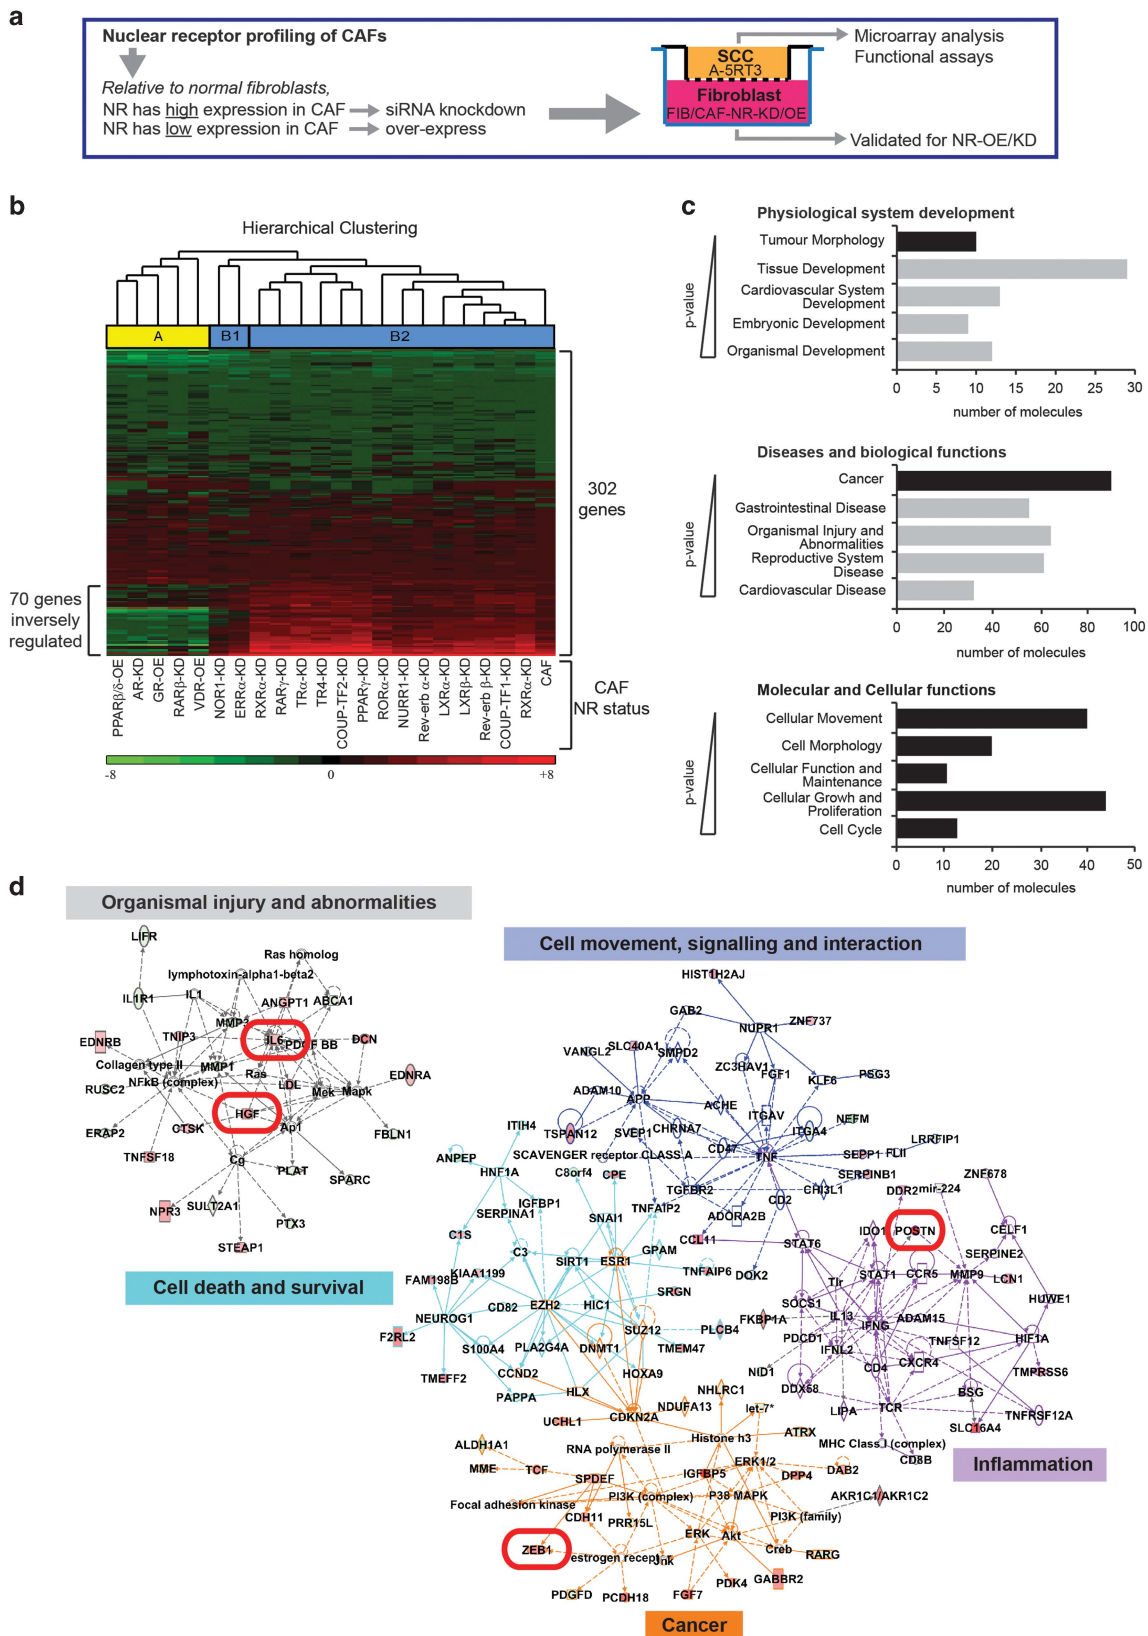 a
Nuclear receptor profiling of CAFs
Relative to normal fibroblasts,
NR has high expression in CAF
siRNA knockdown
NR has low expression in CAF
over-express
SCC
A-5RT3
Fibroblast
FIB/CAF-NR-KD/OE
Microarray analysis
Functional assays
Validated for NR-OE/KD
b
Hierarchical Clustering
A
B1
B2
302
genes
70 genes
inversely
regulated
PPARβ/δ-OE
AR-KD
GR-OE
RARβ-KD
VDR-OE
NOR1-KD
ERRα-KD
RXRα-KD
RARγ-KD
TRα-KD
TR4-KD
COUP-TF2-KD
PPARγ-KD
RORα-KD
NURR1-KD
Rev-erb α-KD
LXRα-KD
LXRβ-KD
Rev-erb β-KD
COUP-TF1-KD
RXRα-KD
CAF
CAF
NR status
-8
0
+8
c
Physiological system development
p-value
Tumour Morphology
Tissue Development
Cardiovascular System
Development
Embryonic Development
Organismal Development
0 5 10 15 20 25 30
number of molecules
Diseases and biological functions
p-value
Cancer
Gastrointestinal Disease
Organismal Injury and
Abnormalities
Reproductive System
Disease
Cardiovascular Disease
0 20 40 60 80 100
number of molecules
Molecular and Cellular functions
p-value
Cellular Movement
Cell Morphology
Cellular Function and
Maintenance
Cellular Growth and
Proliferation
Cell Cycle
0 10 20 30 40 50
number of molecules
d
Organismal injury and abnormalities
LIFR
Ras homolog
lymphotoxin-alpha1-beta2
IL1R1
IL1
ANGPT1
ABCA1
MMP3
EDNRB
TNIP3
IL6
PDGF BB
DCN
Collagen type II
MMP1
Ras
EDNRA
NFkB (complex)
LDL
Mek
Mapk
RUSC2
HGF
ERAP2
CTSK
Ap1
FBLN1
TNFSF18
Cg
PLAT
SPARC
NPR3
SULT2A1
PTX3
STEAP1
Cell movement, signalling and interaction
HIST1H2AJ
GAB2
NUPR1
ZNF737
VANGL2
SLC40A1
SMPD2
ZC3HAV1
FGF1
KLF6
PSG3
ADAM10
APP
ACHE
ITGAV
NEFM
TSPAN12
SVEP1
CHRNA7
CD47
ITGA4
LRRFIP1
SCAVENGER receptor CLASS A
TNF
SEPP1
FLII
SERPINB1
TGFBR2
CD2
CHI3L1
TNFAIP2
ADORA2B
CCL11
DOK2
Cell death and survival
ITIH4
ANPEP
HNF1A
C8orf4
CPE
IGFBP1
SERPINA1
SNAI1
C1S
C3
SIRT1
ESR1
GPAM
FAM198B
KIAA1199
TNFAIP6
CD82
EZH2
HIC1
SRGN
NEUROG1
SUZ12
PLCB4
F2RL2
S100A4
PLA2G4A
DNMT1
TMEM47
TMEFF2
CCND2
HOXA9
PAPPA
HLX
CDKN2A
UCHL1
ZNF678
DDR2
mir-224
IDO1
POSTN
CELF1
STAT6
SERPINE2
Tlr
STAT1
CCR5
MMP9
LCN1
SOCS1
HUWE1
FKBP1A
IL13
IFNG
ADAM15
PDCD1
IFNL2
TNFSF12
HIF1A
NID1
CD4
CXCR4
TMPRSS6
DDX58
BSG
LIPA
TCR
TNFRSF12A
SLC16A4
MHC Class I (complex)
CD8B
Inflammation
NHLRC1
NDUFA13
let-7*
Histone h3
ATRX
ALDH1A1
RNA polymerase II
MME
TCF
SPDEF
IGFBP5
ERK1/2
DPP4
DAB2
PI3K (complex)
P38 MAPK
AKR1C1/AKR1C2
Focal adhesion kinase
CDH11
PRR15L
PI3K (family)
ERK
Akt
ZEB1
Jnk
Creb
RARG
PDGFD
PCDH18
FGF7
PDK4
GABBR2
Cancer